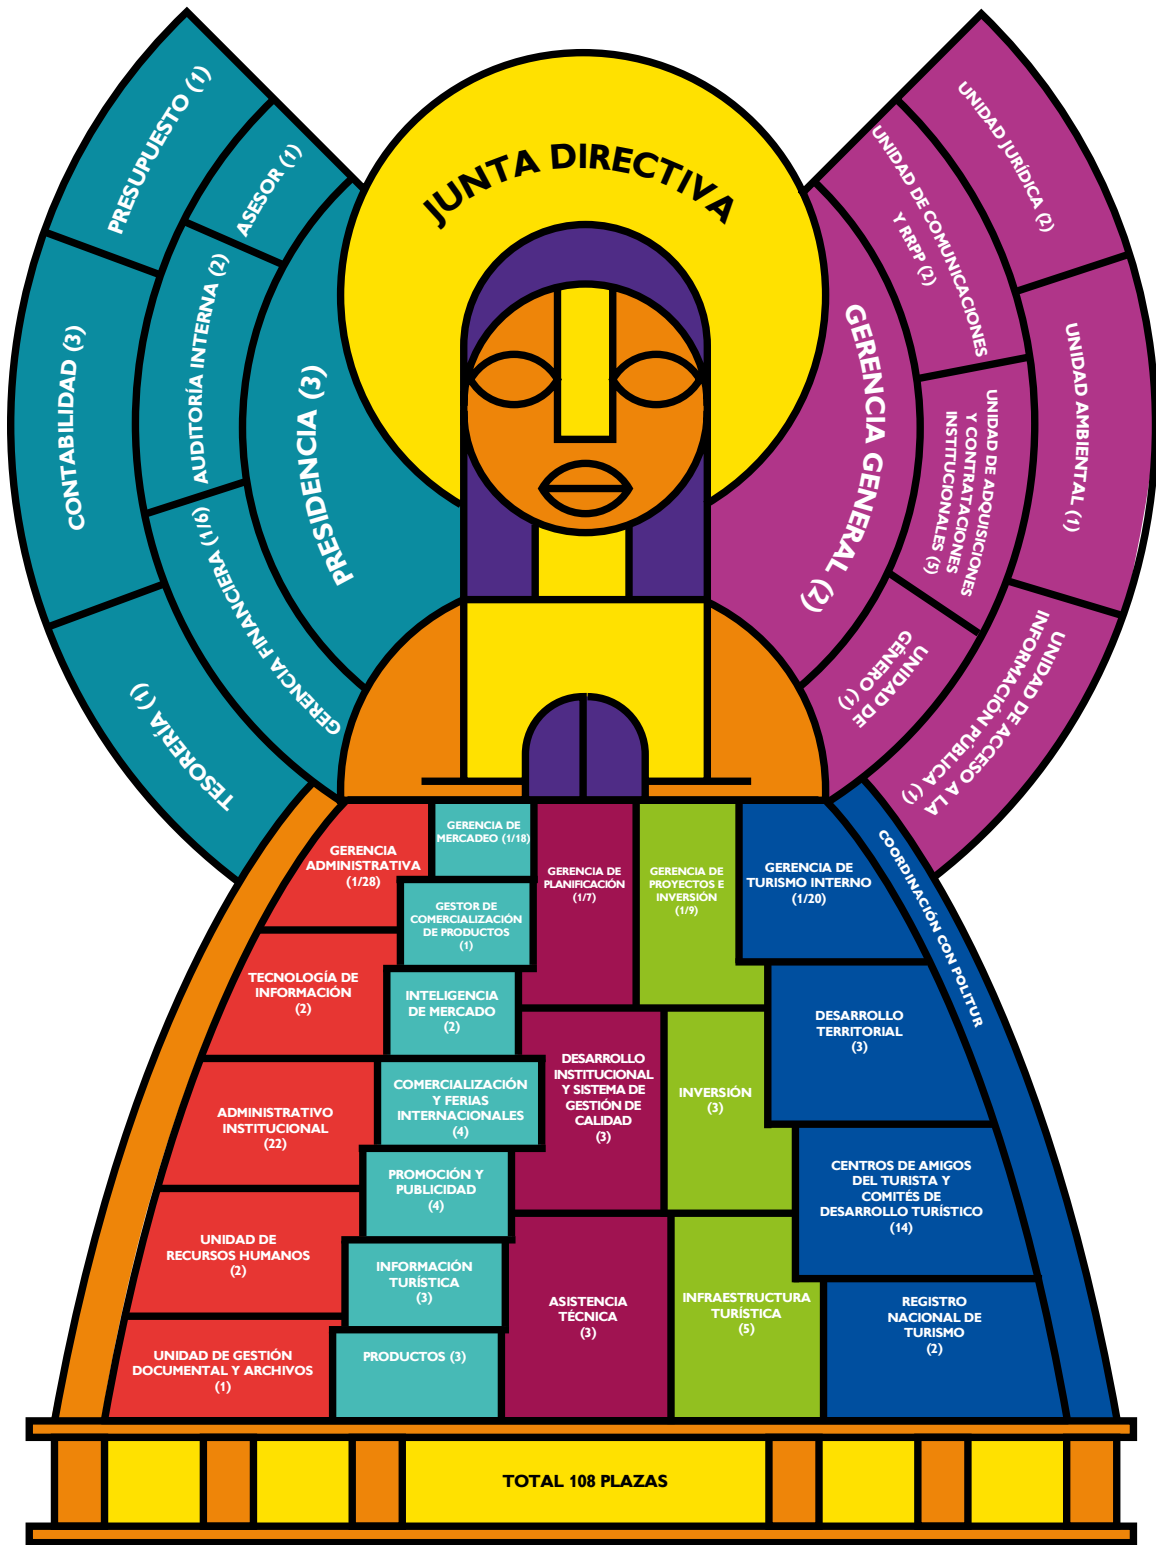 JUNTA DIRECTIVA
PRESUPUESTO (1)
ASESOR (1)
CONTABILIDAD (3)
AUDITORÍA INTERNA (2)
PRESIDENCIA (3)
GERENCIA FINANCIERA (1/6)
TESORERÍA (1)
UNIDAD JURÍDICA (2)
UNIDAD DE COMUNICACIONES
Y RRPP (2)
GERENCIA GENERAL (2)
UNIDAD AMBIENTAL (1)
UNIDAD DE ADQUISICIONES
Y CONTRATACIONES
INSTITUCIONALES (5)
UNIDAD DE
GÉNERO (1)
UNIDAD DE ACCESO A LA
INFORMACIÓN PÚBLICA (1)
GERENCIA
ADMINISTRATIVA
(1/28)
TECNOLOGÍA DE
INFORMACIÓN
(2)
ADMINISTRATIVO
INSTITUCIONAL
(22)
UNIDAD DE
RECURSOS HUMANOS
(2)
UNIDAD DE GESTIÓN
DOCUMENTAL Y ARCHIVOS
(1)
GERENCIA DE
MERCADEO (1/18)
GESTOR DE
COMERCIALIZACIÓN
DE PRODUCTOS
(1)
INTELIGENCIA
DE MERCADO
(2)
COMERCIALIZACIÓN
Y FERIAS
INTERNACIONALES
(4)
PROMOCIÓN Y
PUBLICIDAD
(4)
INFORMACIÓN
TURÍSTICA
(3)
PRODUCTOS (3)
GERENCIA DE
PLANIFICACIÓN
(1/7)
DESARROLLO
INSTITUCIONAL
Y SISTEMA DE
GESTIÓN DE
CALIDAD
(3)
ASISTENCIA
TÉCNICA
(3)
GERENCIA DE
PROYECTOS E
INVERSIÓN
(1/9)
INVERSIÓN
(3)
INFRAESTRUCTURA
TURÍSTICA
(5)
GERENCIA DE
TURISMO INTERNO
(1/20)
DESARROLLO
TERRITORIAL
(3)
CENTROS DE AMIGOS
DEL TURISTA Y
COMITÉS DE
DESARROLLO TURÍSTICO
(14)
REGISTRO
NACIONAL DE
TURISMO
(2)
COORDINACIÓN CON POLITUR
TOTAL 108 PLAZAS